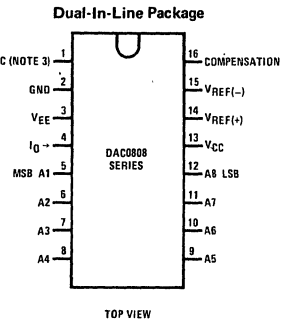 Dual-In-Line Package
C (NOTE 3) 1
16 COMPENSATION
GND 2
15 VREF(−)
VEE 3
14 VREF(+)
IO → 4
13 VCC
DAC0808
SERIES
MSB A1 5
12 A8 LSB
A2 6
11 A7
A3 7
10 A6
A4 8
9 A5
TOP VIEW